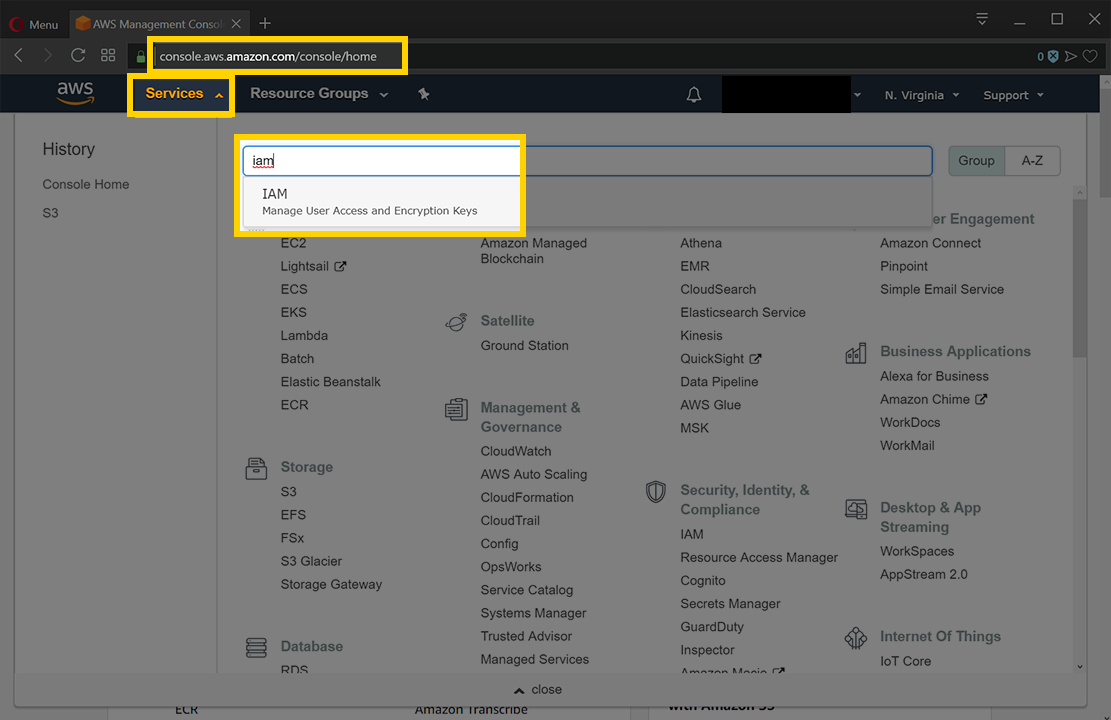 Menu
AWS Management Consol
console.aws.amazon.com/console/home
0
aws
Services
Resource Groups
N. Virginia
Support
History
Console Home
S3
iam
Group
A-Z
IAM
Manage User Access and Encryption Keys
EC2
Lightsail
ECS
EKS
Lambda
Batch
Elastic Beanstalk
ECR
Storage
S3
EFS
FSx
S3 Glacier
Storage Gateway
Database
RDS
Amazon Managed
Blockchain
Satellite
Ground Station
Management &
Governance
CloudWatch
AWS Auto Scaling
CloudFormation
CloudTrail
Config
OpsWorks
Service Catalog
Systems Manager
Trusted Advisor
Managed Services
Athena
EMR
CloudSearch
Elasticsearch Service
Kinesis
QuickSight
Data Pipeline
AWS Glue
MSK
Security, Identity, &
Compliance
IAM
Resource Access Manager
Cognito
Secrets Manager
GuardDuty
Inspector
Amazon Macie
er Engagement
Amazon Connect
Pinpoint
Simple Email Service
Business Applications
Alexa for Business
Amazon Chime
WorkDocs
WorkMail
Desktop & App
Streaming
WorkSpaces
AppStream 2.0
Internet Of Things
IoT Core
close
ECR
Amazon Transcribe
with Amazon S3